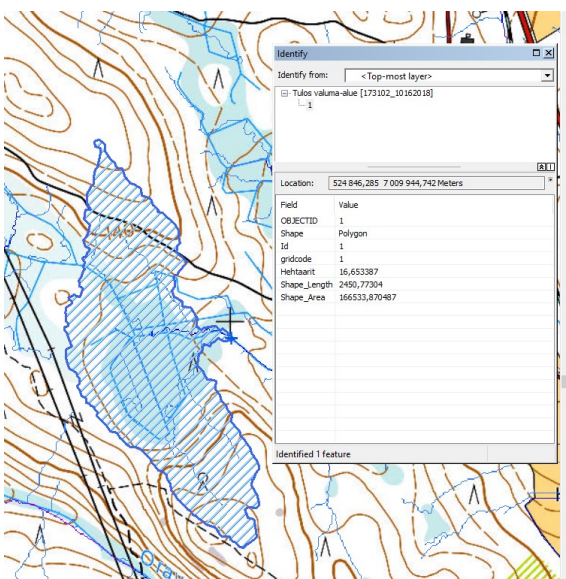 Identify
Identify from: <Top-most layer>
Tulos valuma-alue [173102_10162018]
1
Location: 524 846,285 7 009 944,742 Meters
Field Value
OBJECTID 1
Shape Polygon
Id 1
gridcode 1
Hehtaarit 16,653387
Shape_Length 2450,77304
Shape_Area 166533,870487
Identified 1 feature